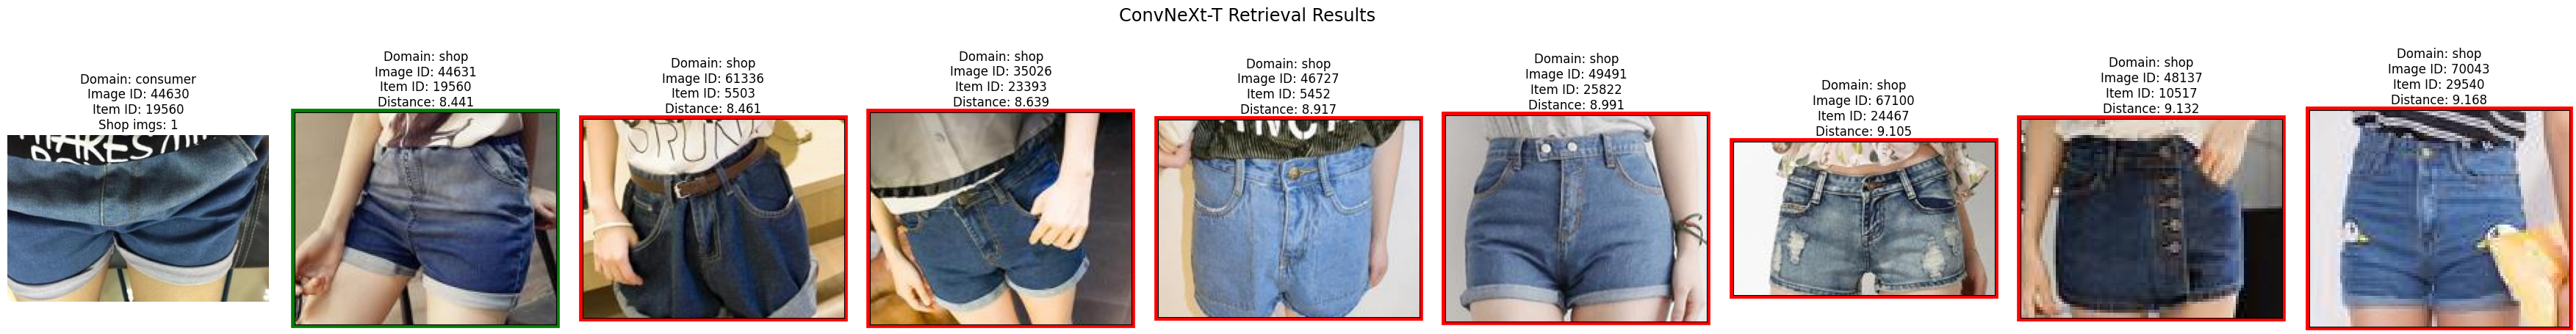 ConvNeXt-T Retrieval Results
Domain: consumer
Image ID: 44630
Item ID: 19560
Shop imgs: 1
Domain: shop
Image ID: 44631
Item ID: 19560
Distance: 8.441
Domain: shop
Image ID: 61336
Item ID: 5503
Distance: 8.461
Domain: shop
Image ID: 35026
Item ID: 23393
Distance: 8.639
Domain: shop
Image ID: 46727
Item ID: 5452
Distance: 8.917
Domain: shop
Image ID: 49491
Item ID: 25822
Distance: 8.991
Domain: shop
Image ID: 67100
Item ID: 24467
Distance: 9.105
Domain: shop
Image ID: 48137
Item ID: 10517
Distance: 9.132
Domain: shop
Image ID: 70043
Item ID: 29540
Distance: 9.168